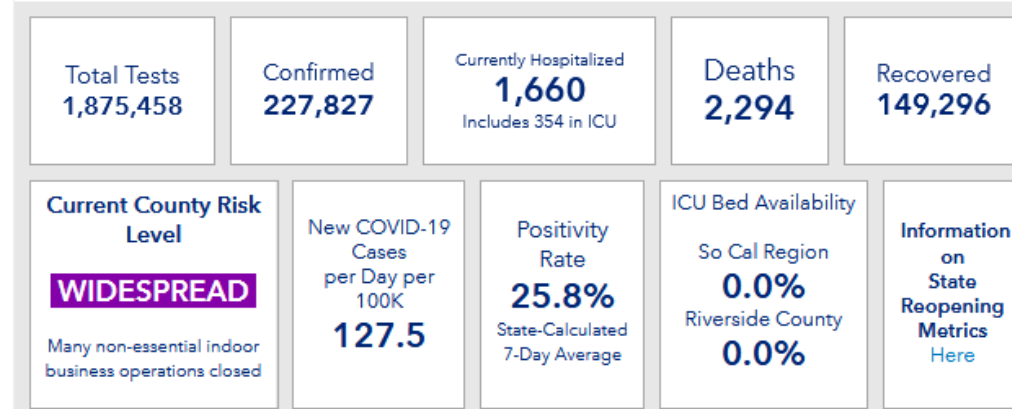 Total Tests
1,875,458
Confirmed
227,827
Currently Hospitalized
1,660
Includes 354 in ICU
Deaths
2,294
Recovered
149,296
Current County Risk
Level
WIDESPREAD
Many non-essential indoor
business operations closed
New COVID-19
Cases
per Day per
100K
127.5
Positivity
Rate
25.8%
State-Calculated
7-Day Average
ICU Bed Availability
So Cal Region
0.0%
Riverside County
0.0%
Information
on
State
Reopening
Metrics
Here